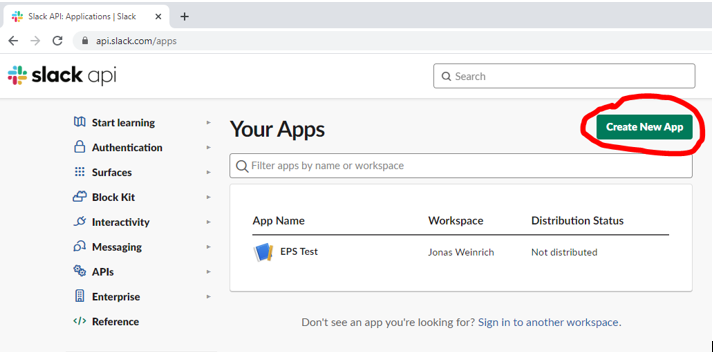 Slack API: Applications | Slack
api.slack.com/apps
slack api
Search
Start learning
Authentication
Surfaces
Block Kit
Interactivity
Messaging
APIs
Enterprise
Reference
Your Apps
Create New App
Filter apps by name or workspace
App Name Workspace Distribution Status
EPS Test Jonas Weinrich Not distributed
Don't see an app you're looking for? Sign in to another workspace.